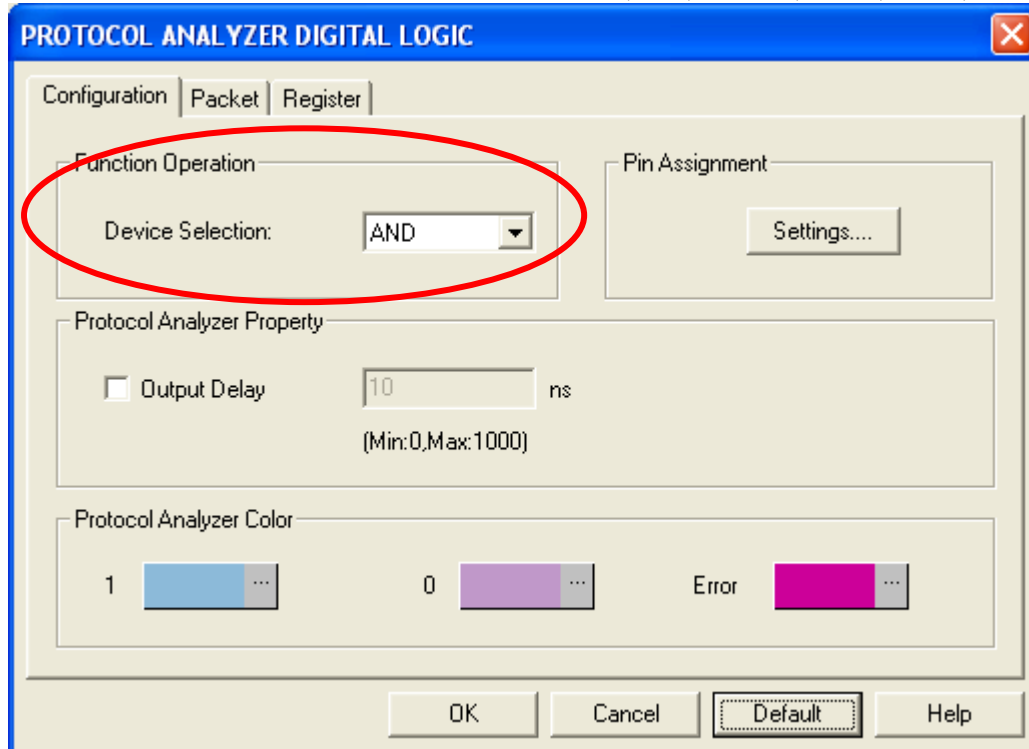 PROTOCOL ANALYZER DIGITAL LOGIC
Configuration Packet Register
Function Operation
Device Selection: AND
Pin Assignment
Settings....
Protocol Analyzer Property
Output Delay 10 ns
(Min:0,Max:1000)
Protocol Analyzer Color
1 ... 0 ... Error ...
OK Cancel Default Help